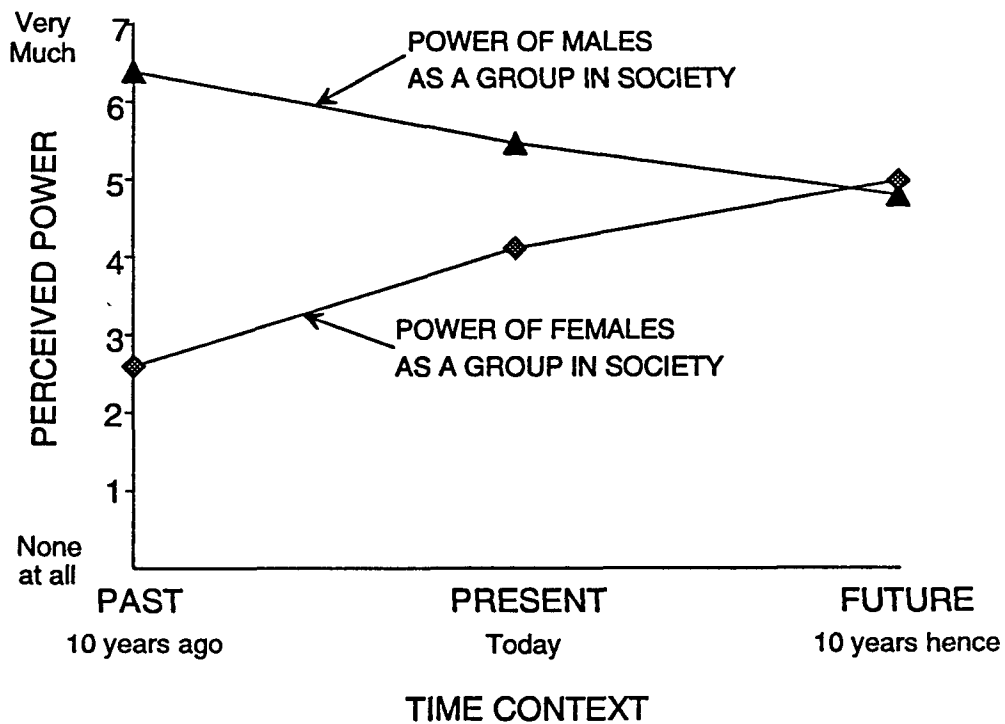 Very
Much
7
6
5
4
3
2
1
None
at all
PERCEIVED POWER
POWER OF MALES
AS A GROUP IN SOCIETY
POWER OF FEMALES
AS A GROUP IN SOCIETY
PAST
10 years ago
PRESENT
Today
FUTURE
10 years hence
TIME CONTEXT